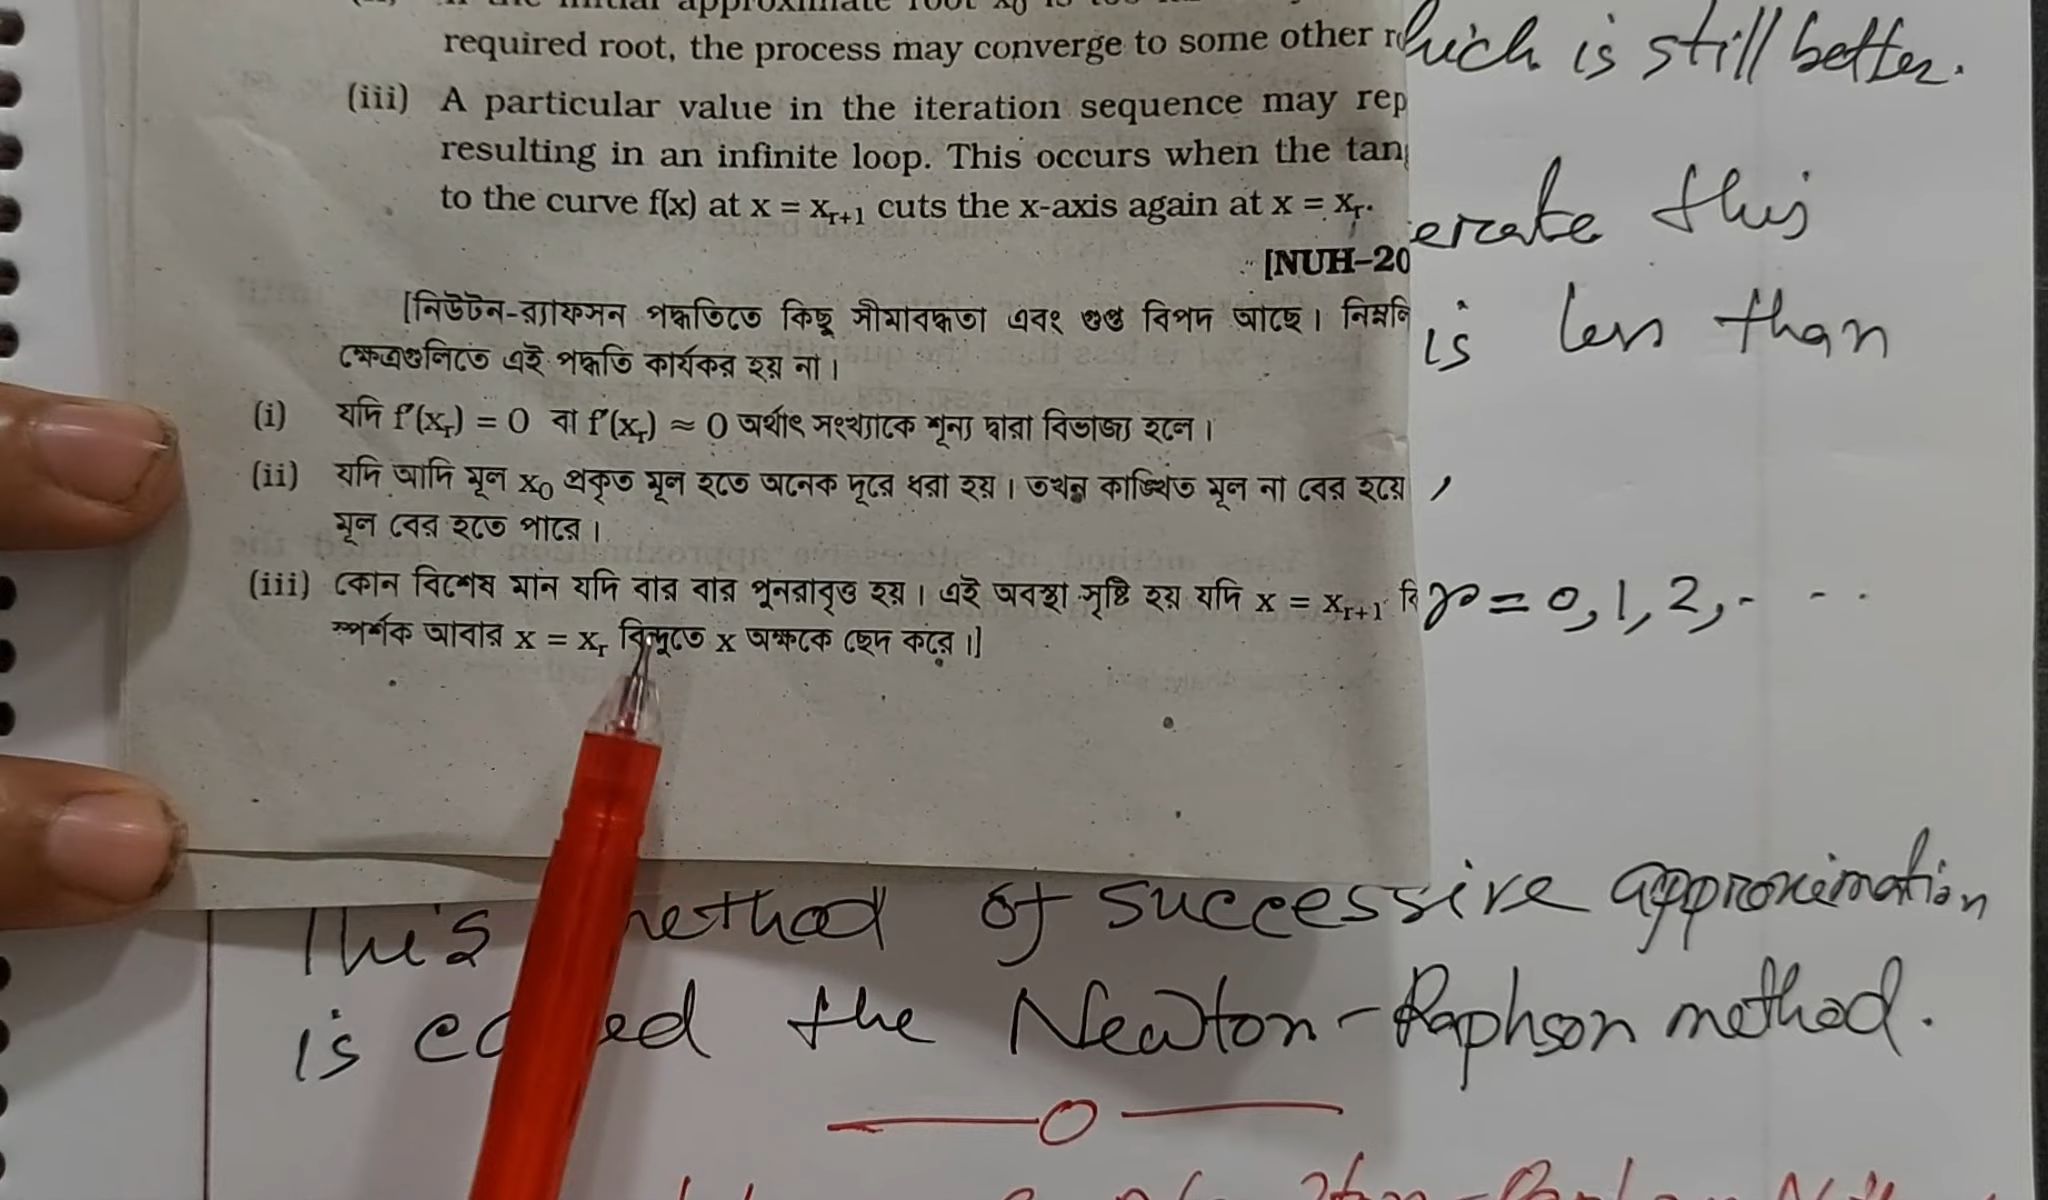 required root, the process may converge to some other
hich is still better.
(iii) A particular value in the iteration sequence may rep
resulting in an infinite loop. This occurs when the tan
to the curve f(x) at x = xᵣ₊₁ cuts the x-axis again at x = xᵣ.
erate this
[NUH–20
[নিউটন-র‍্যাফসন পদ্ধতিতে কিছু সীমাবদ্ধতা এবং গুপ্ত বিপদ আছে। নিম্নলি
is less than
ক্ষেত্রগুলিতে এই পদ্ধতি কার্যকর হয় না।
(i) যদি f′(xᵣ) = 0 বা f′(xᵣ) ≈ 0 অর্থাৎ সংখ্যাকে শূন্য দ্বারা বিভাজ্য হলে।
(ii) যদি আদি মূল x₀ প্রকৃত মূল হতে অনেক দূরে ধরা হয়। তখন কাঙ্খিত মূল না বের হয়ে ,
মূল বের হতে পারে।
(iii) কোন বিশেষ মান যদি বার বার পুনরাবৃত্ত হয়। এই অবস্থা সৃষ্টি হয় যদি x = xᵣ₊₁ বি
r = 0, 1, 2, - - -
স্পর্শক আবার x = xᵣ বিন্দুতে x অক্ষকে ছেদ করে।]
This method of successive approximation
is called the Newton-Raphson method.